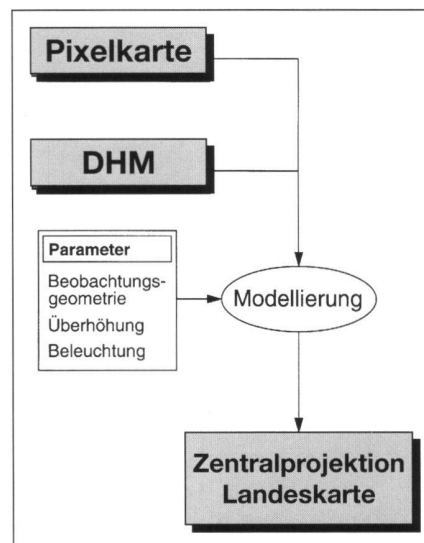 Pixelkarte
DHM
Parameter
Beobachtungs-
geometrie
Überhöhung
Beleuchtung
Modellierung
Zentralprojektion
Landeskarte